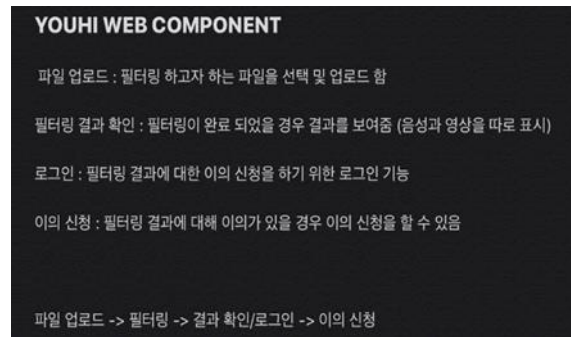 YOUHI WEB COMPONENT
파일 업로드 : 필터링 하고자 하는 파일을 선택 및 업로드 함
필터링 결과 확인 : 필터링이 완료 되었을 경우 결과를 보여줌 (음성과 영상을 따로 표시)
로그인 : 필터링 결과에 대한 이의 신청을 하기 위한 로그인 기능
이의 신청 : 필터링 결과에 대해 이의가 있을 경우 이의 신청을 할 수 있음
파일 업로드 -> 필터링 -> 결과 확인/로그인 -> 이의 신청